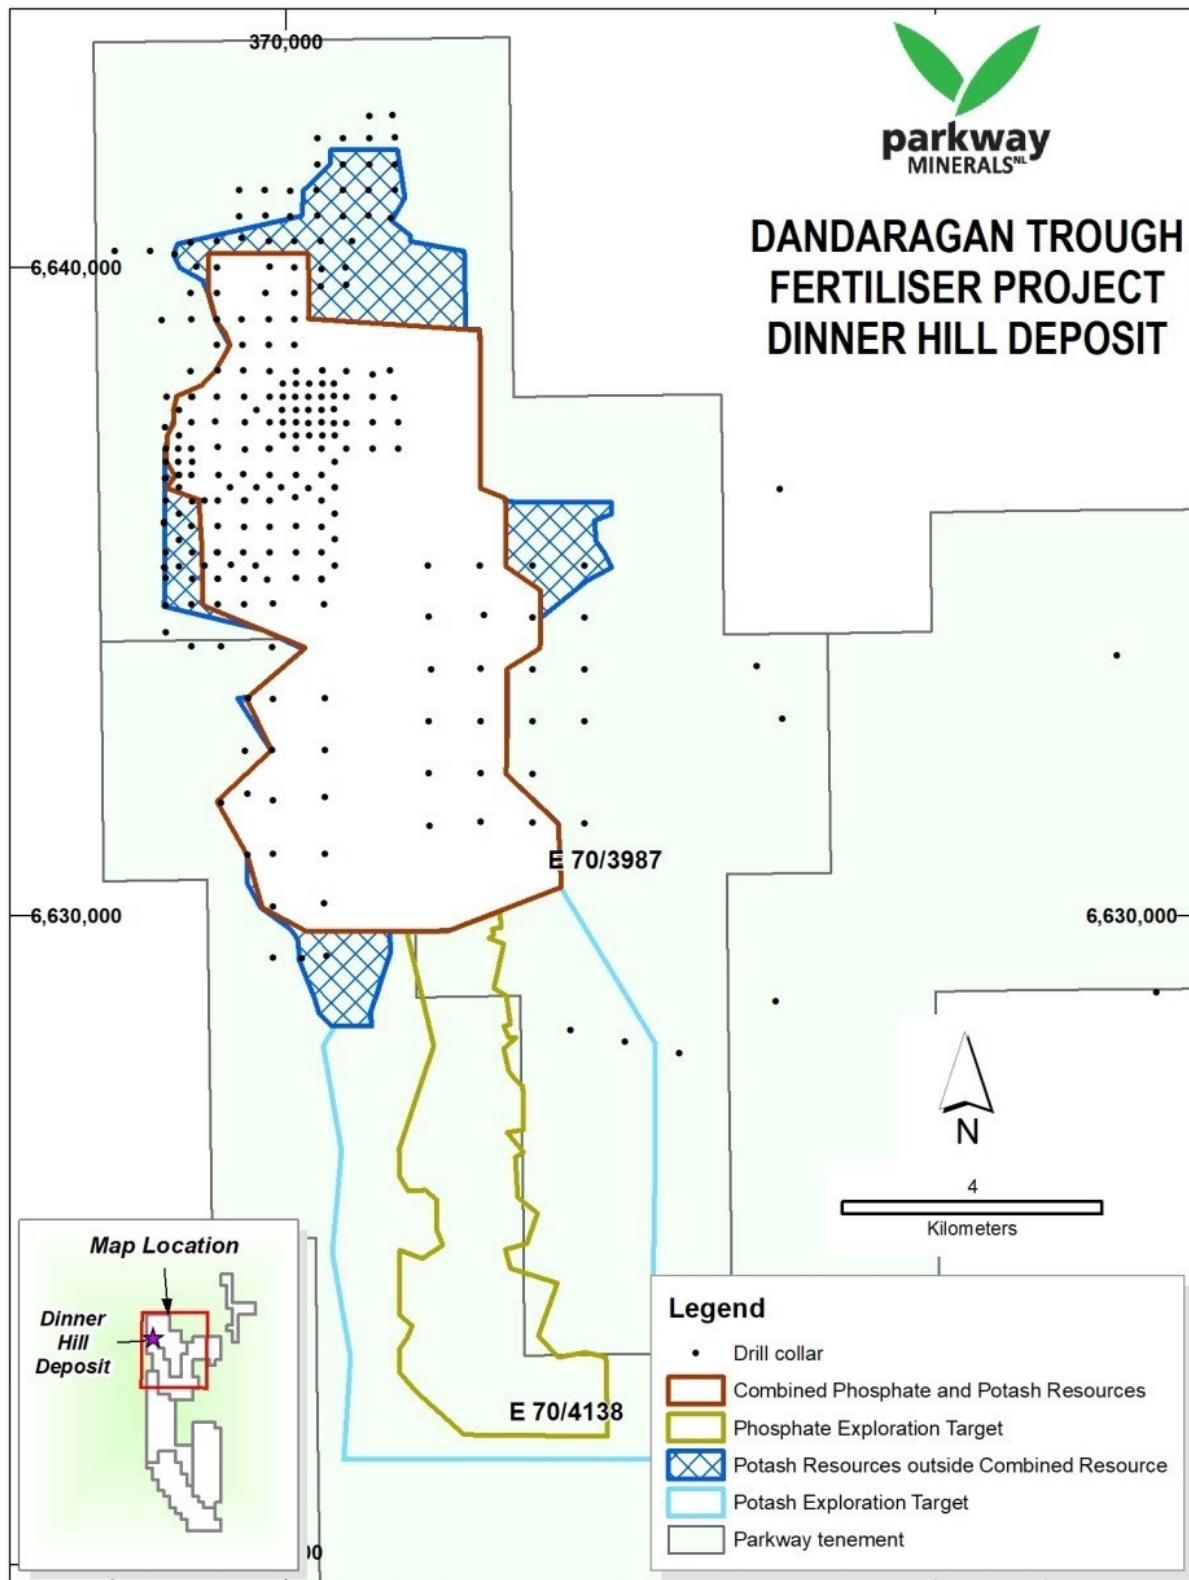 370,000
parkway
MINERALS NL
DANDARAGAN TROUGH
FERTILISER PROJECT
DINNER HILL DEPOSIT
6,640,000
E 70/3987
6,630,000
6,630,000
N
4
Kilometers
Map Location
Dinner
Hill
Deposit
E 70/4138
Legend
Drill collar
Combined Phosphate and Potash Resources
Phosphate Exploration Target
Potash Resources outside Combined Resource
Potash Exploration Target
Parkway tenement